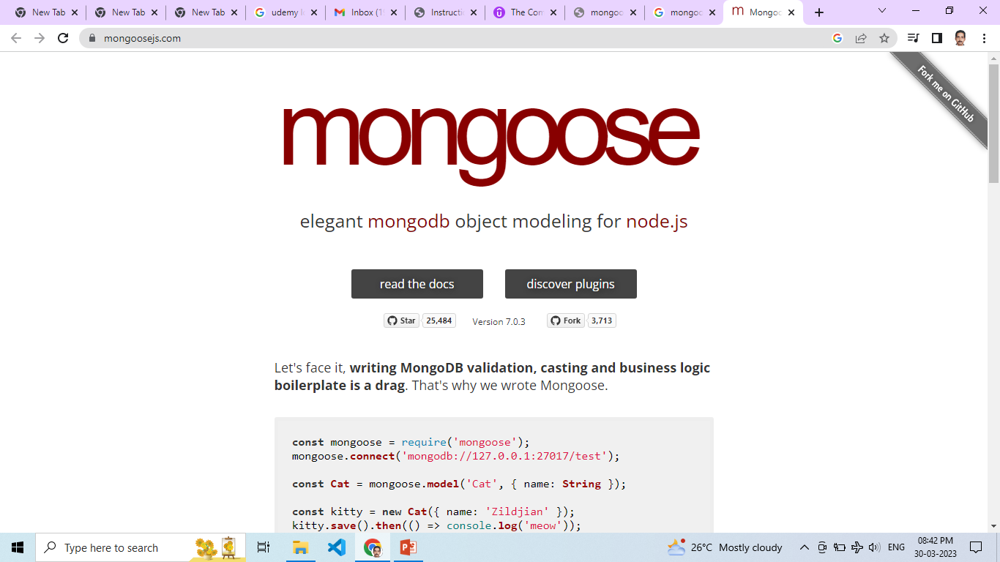 New Tab
New Tab
New Tab
udemy l
Inbox (1
Instructi
The Com
mongoo
mongoo
Mongoo
mongoosejs.com
Fork me on GitHub
mongoose
elegant mongodb object modeling for node.js
read the docs discover plugins
Star 25,484 Version 7.0.3 Fork 3,713
Let's face it, writing MongoDB validation, casting and business logic
boilerplate is a drag. That's why we wrote Mongoose.
const mongoose = require('mongoose');
mongoose.connect('mongodb://127.0.0.1:27017/test');
const Cat = mongoose.model('Cat', { name: String });
const kitty = new Cat({ name: 'Zildjian' });
kitty.save().then(() => console.log('meow'));
Type here to search
26°C Mostly cloudy
ENG
08:42 PM
30-03-2023